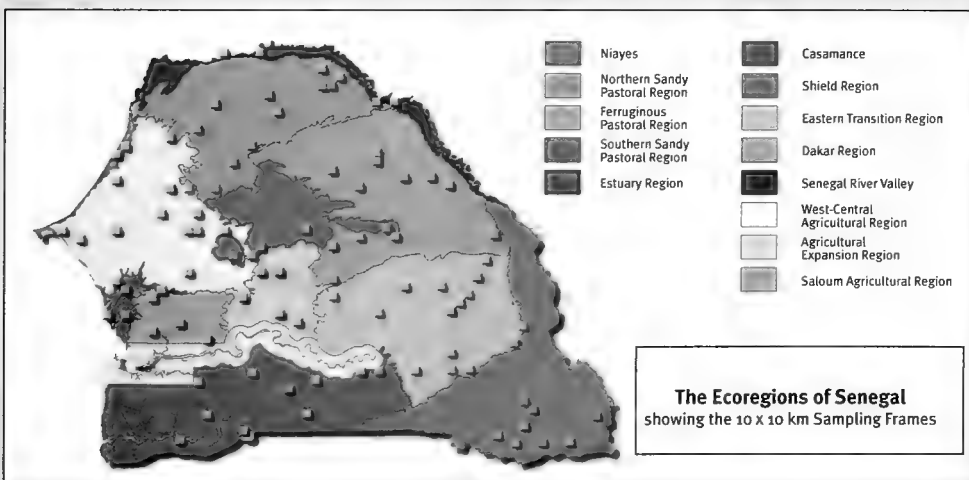 Niayes
Northern Sandy
Pastoral Region
Ferruginous
Pastoral Region
Southern Sandy
Pastoral Region
Estuary Region
Casamance
Shield Region
Eastern Transition Region
Dakar Region
Senegal River Valley
West-Central
Agricultural Region
Agricultural
Expansion Region
Saloum Agricultural Region
The Ecoregions of Senegal
showing the 10 x 10 km Sampling Frames